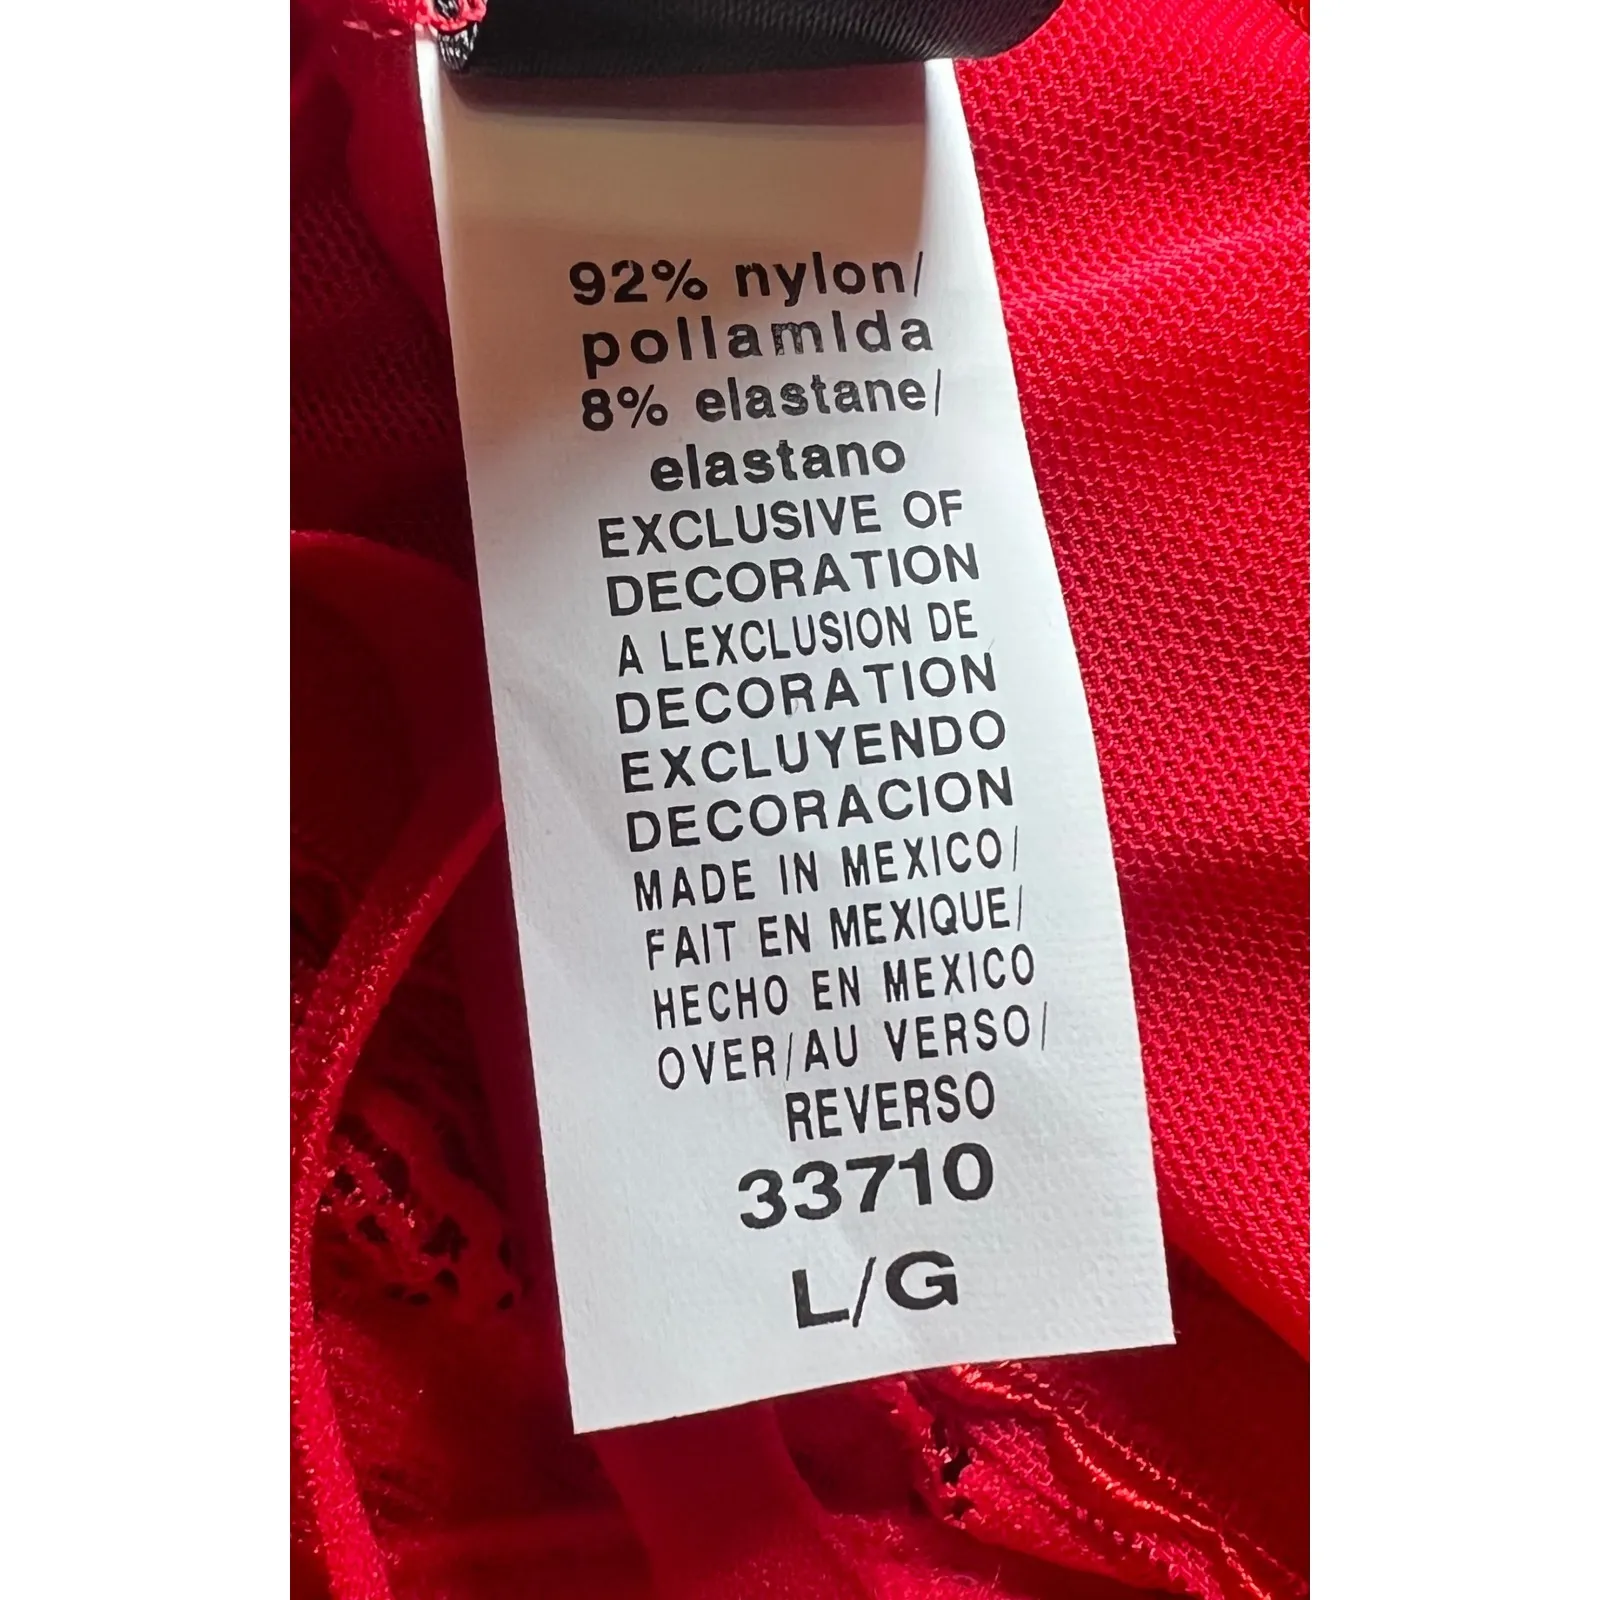 92% nylon/
pollamlda
8% elastane/
elastano
EXCLUSIVE OF
DECORATION
A LEXCLUSION DE
DECORATION
EXCLUYENDO
DECORACION
MADE IN MEXICO/
FAIT EN MEXIQUE/
HECHO EN MEXICO
OVER/AU VERSO/
REVERSO
33710
L/G